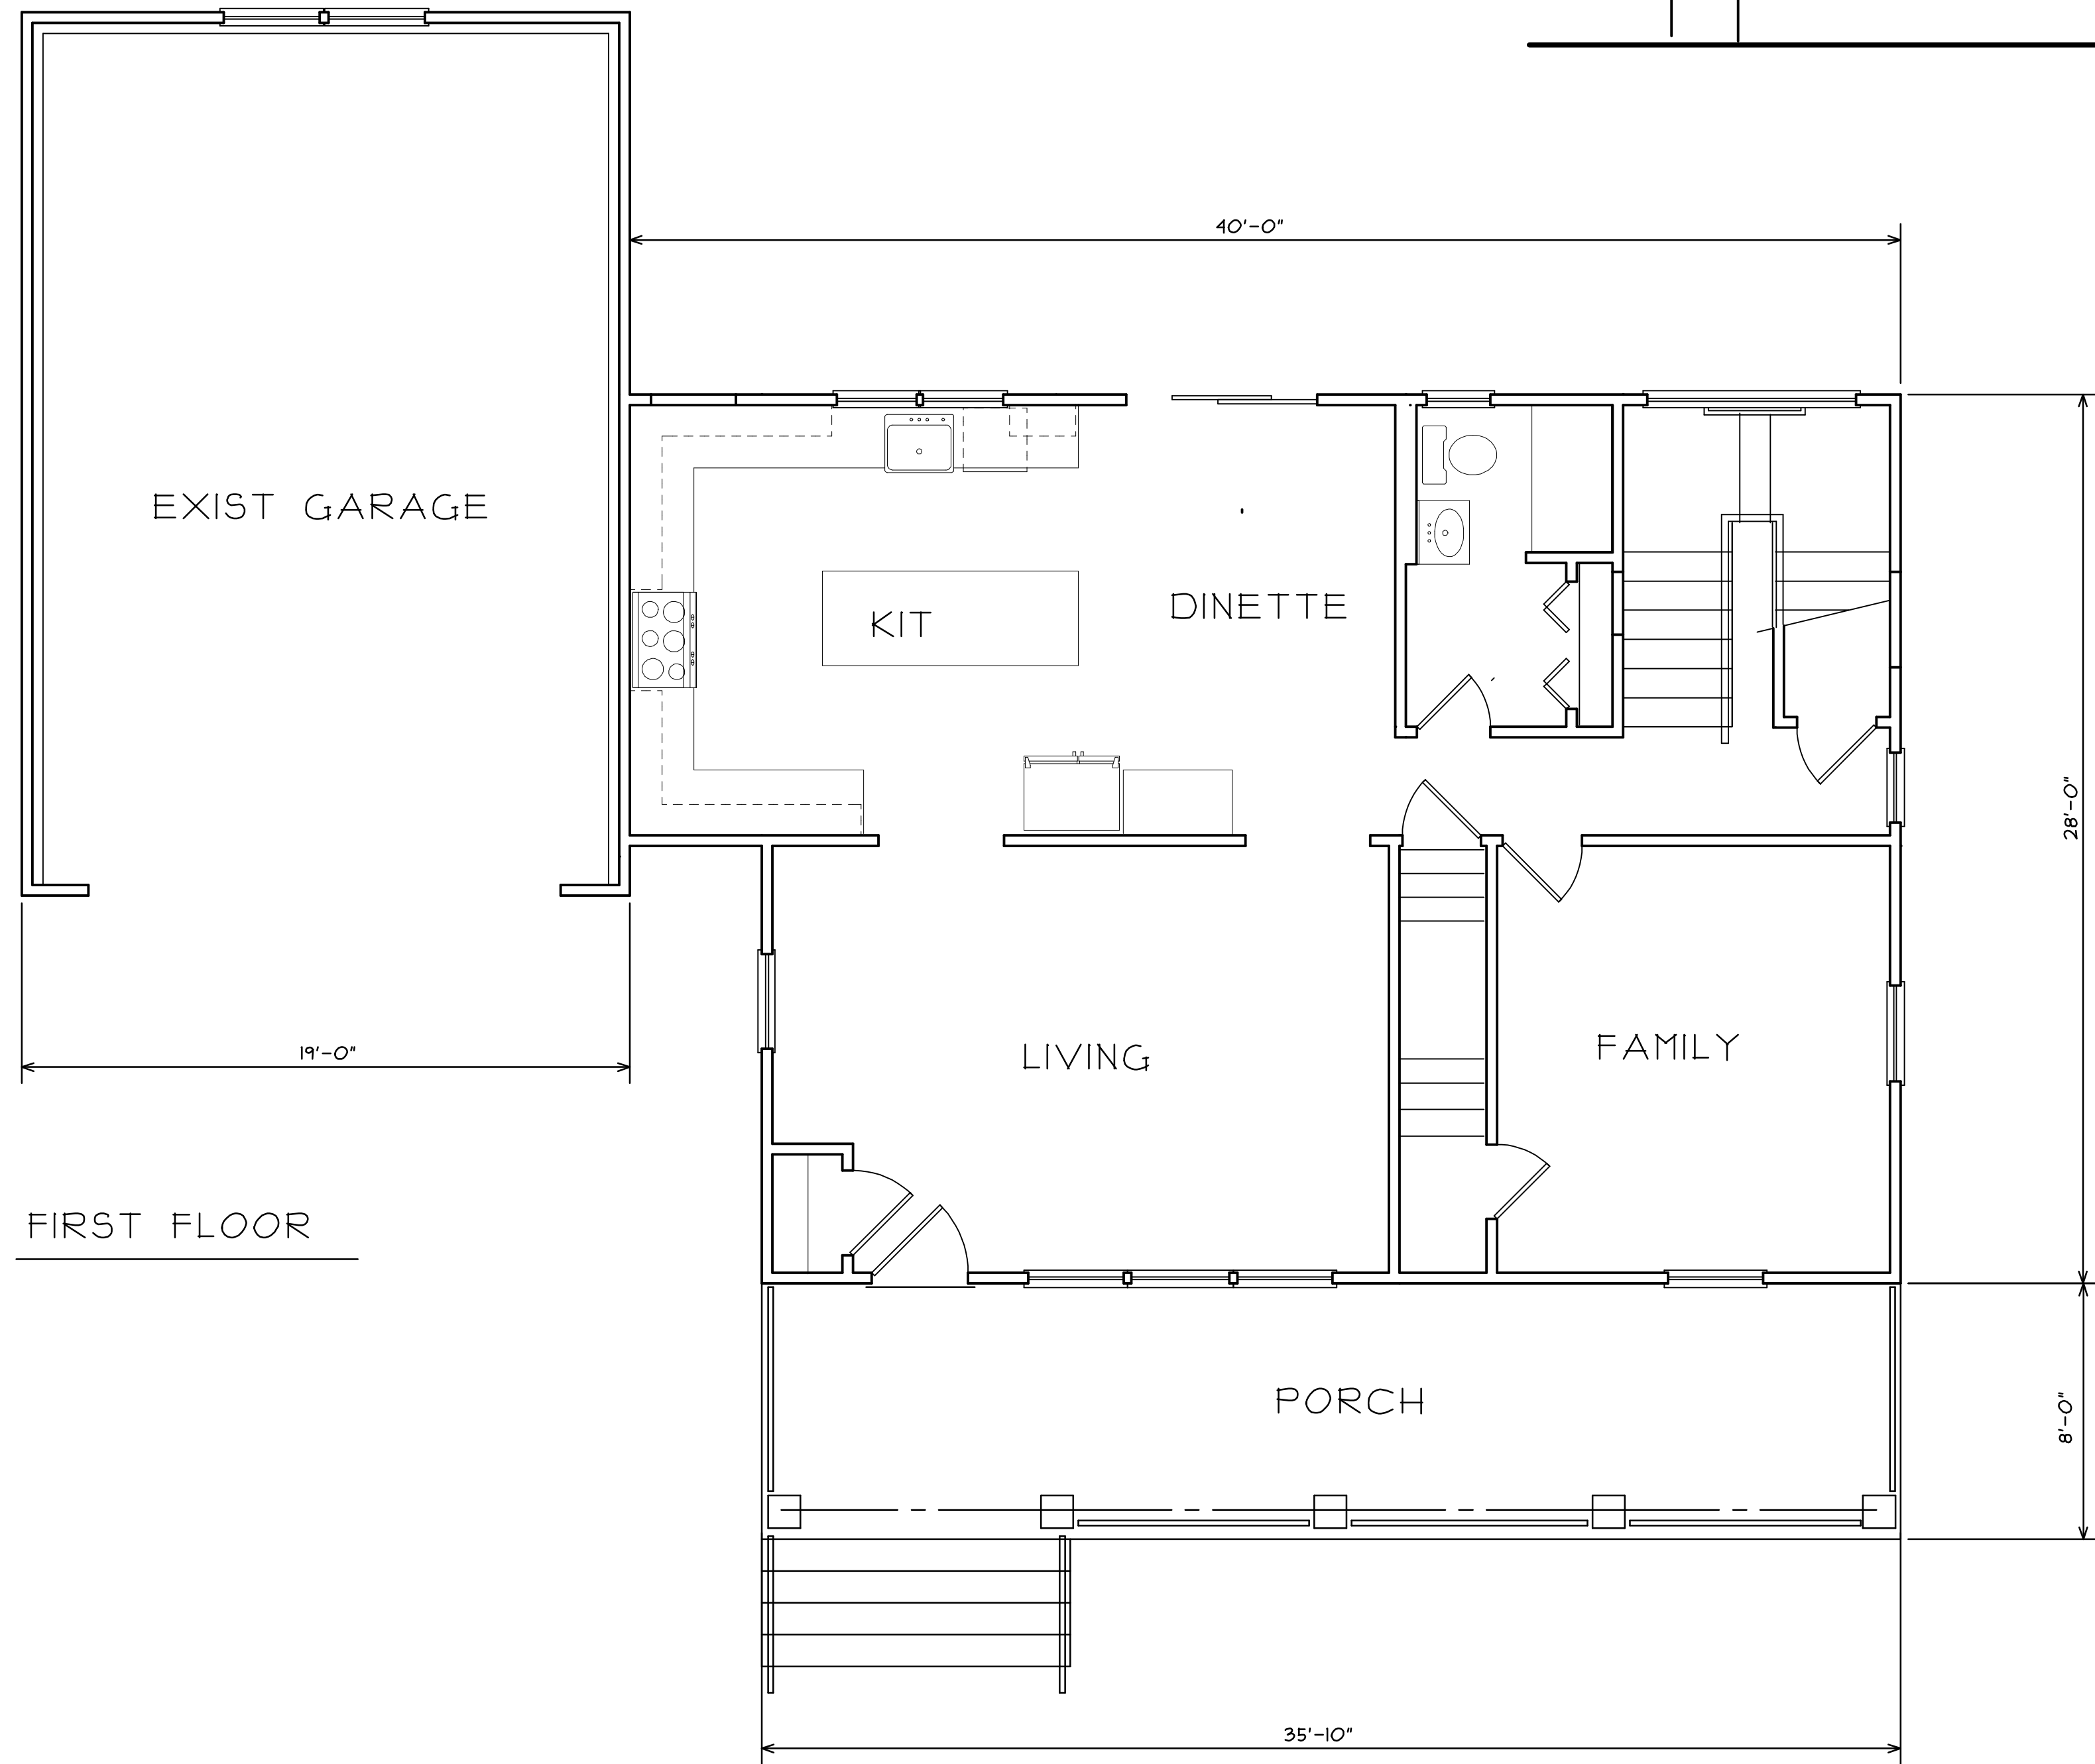 40'-0"
EXIST GARAGE
DINETTE
KIT
28'-0"
LIVING
FAMILY
19'-0"
FIRST FLOOR
PORCH
8'-0"
35'-10"